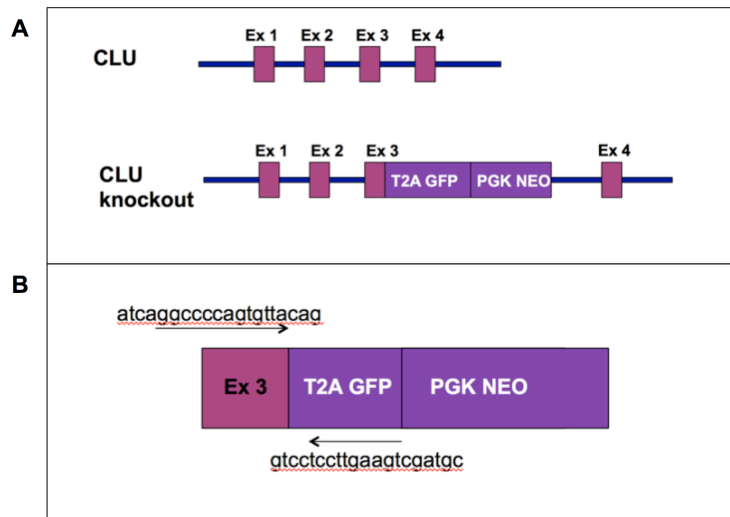 A
Ex 1 Ex 2 Ex 3 Ex 4
CLU
Ex 1 Ex 2 Ex 3 Ex 4
CLU
knockout
T2A GFP PGK NEO
B
atcaggccccagtgttacag
Ex 3 T2A GFP PGK NEO
gtcctccttgaagtcgatgc